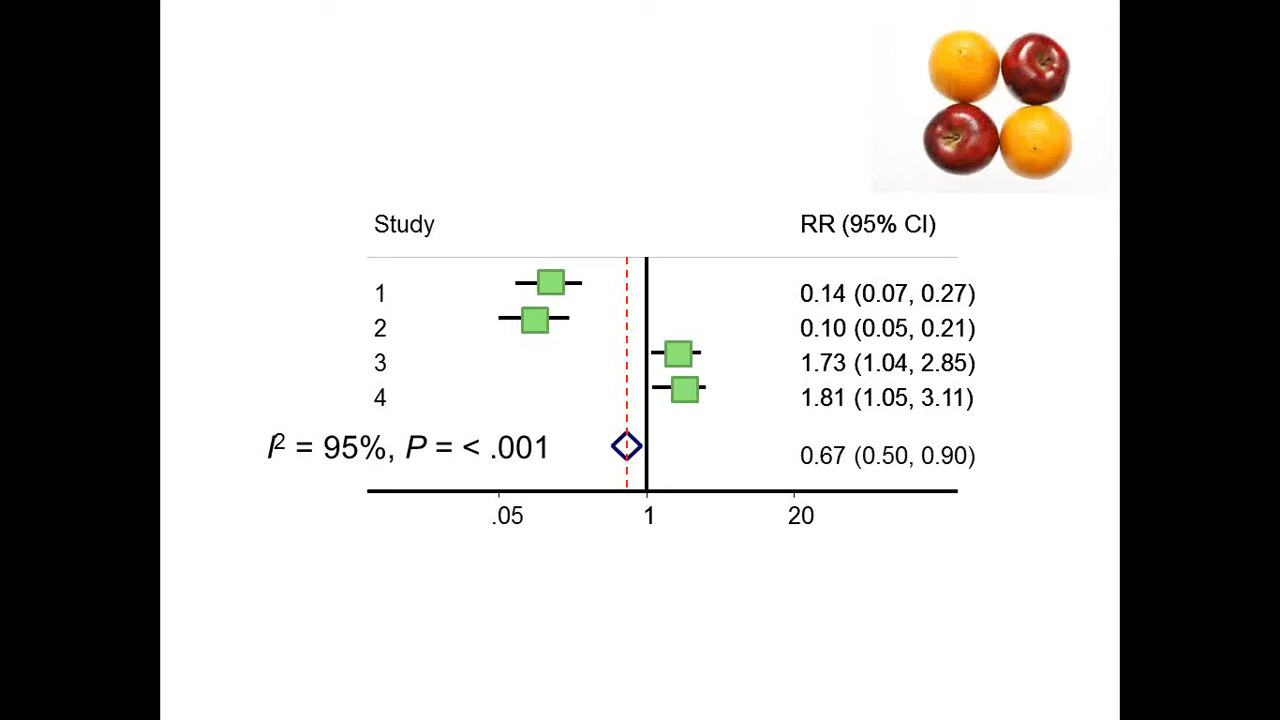 Study RR (95% CI)
1 0.14 (0.07, 0.27)
2 0.10 (0.05, 0.21)
3 1.73 (1.04, 2.85)
4 1.81 (1.05, 3.11)
I² = 95%, P = < .001 0.67 (0.50, 0.90)
.05 1 20